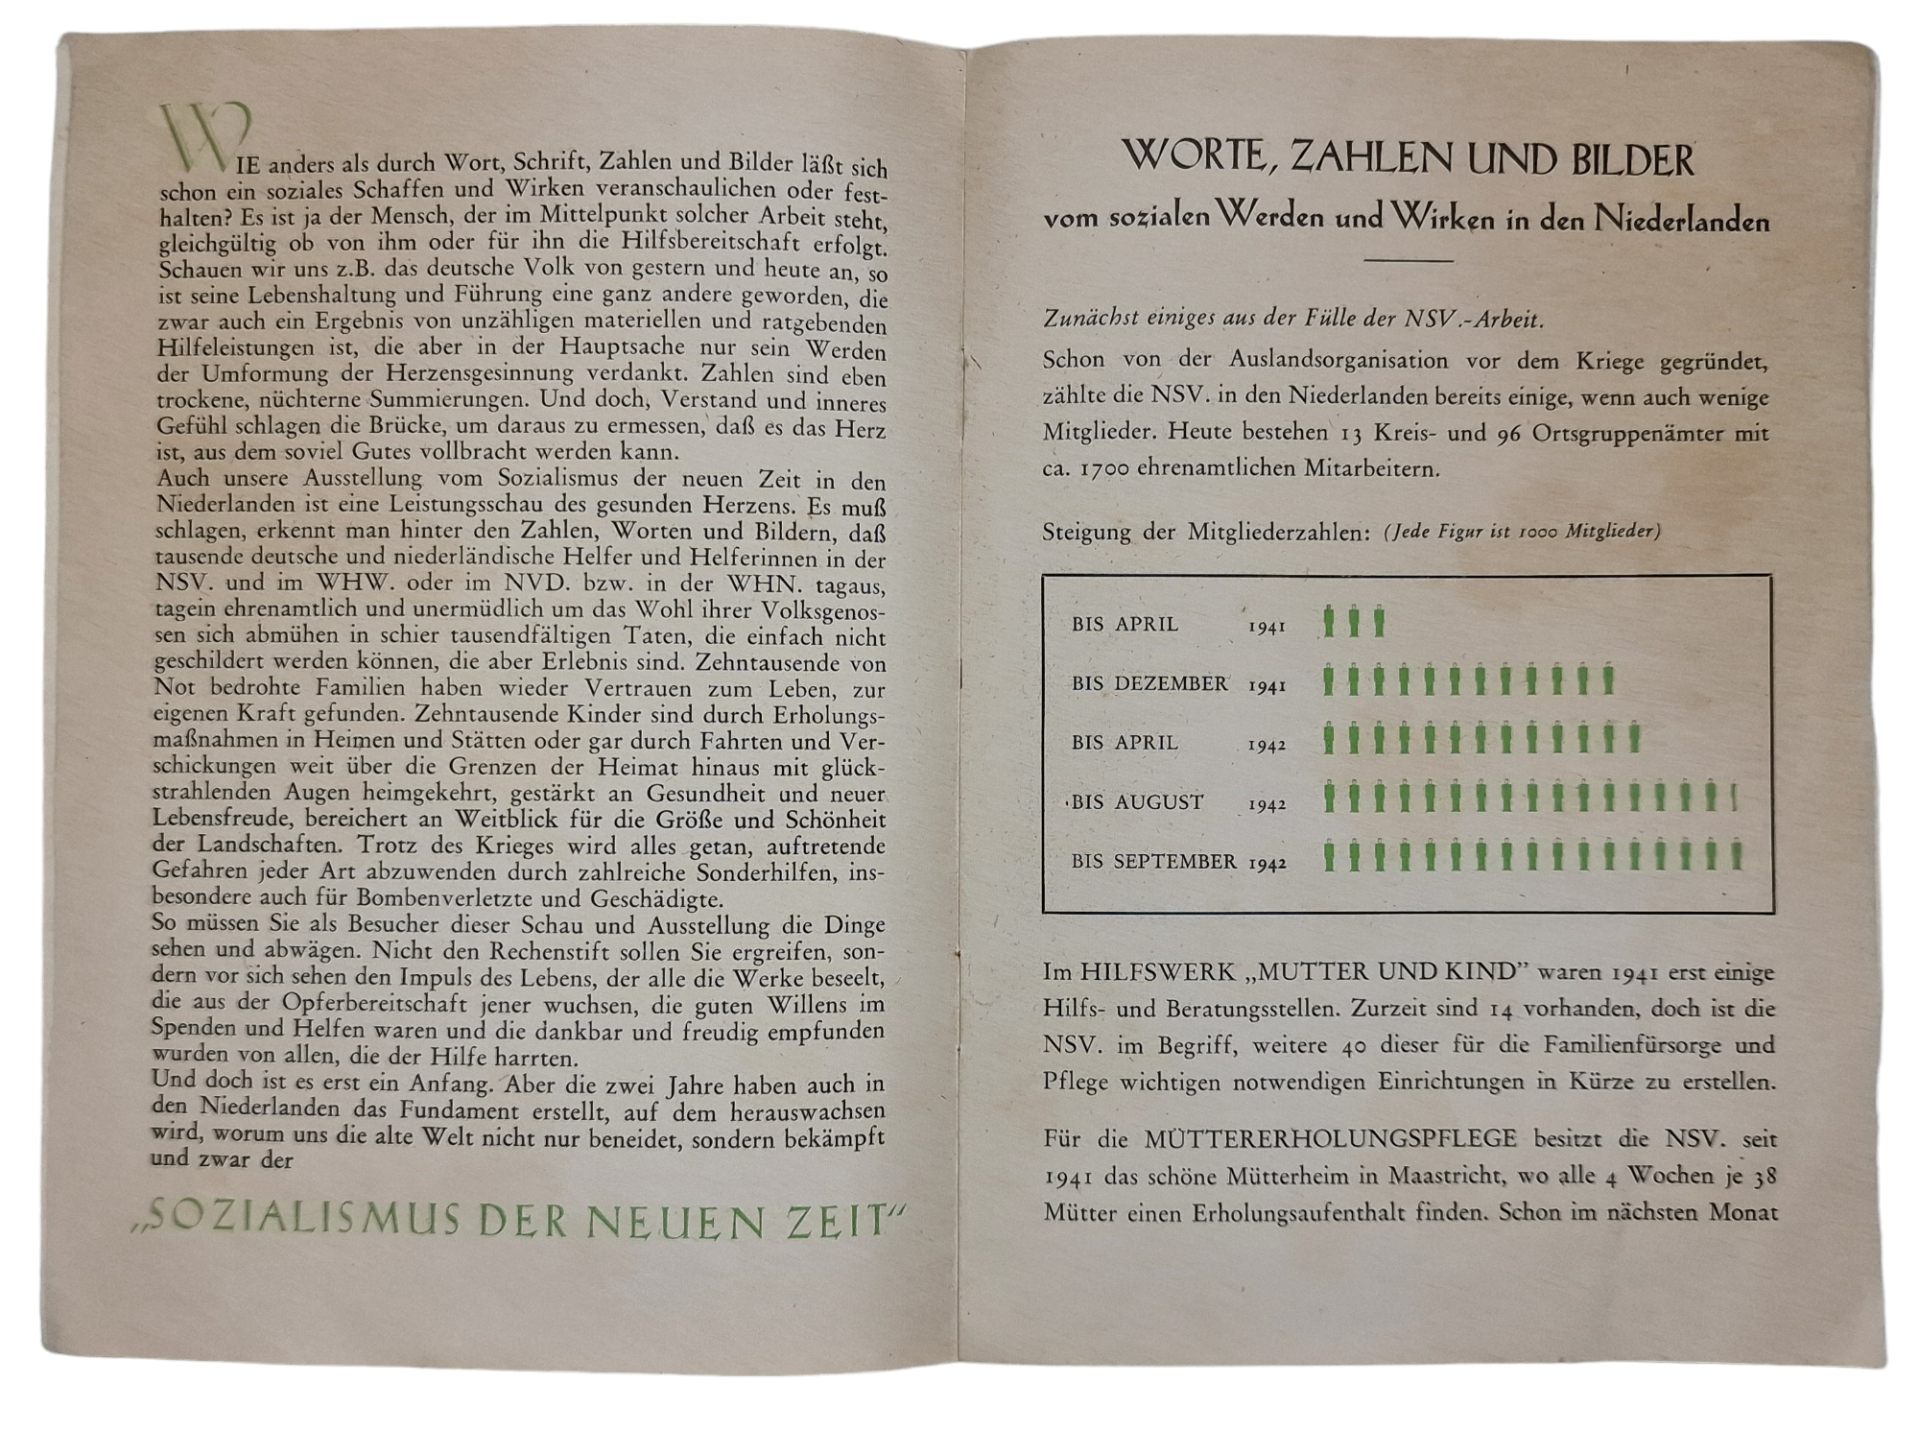 WIE anders als durch Wort, Schrift, Zahlen und Bilder läßt sich
schon ein soziales Schaffen und Wirken veranschaulichen oder fest-
halten? Es ist ja der Mensch, der im Mittelpunkt solcher Arbeit steht,
gleichgültig ob von ihm oder für ihn die Hilfsbereitschaft erfolgt.
Schauen wir uns z.B. das deutsche Volk von gestern und heute an, so
ist seine Lebenshaltung und Führung eine ganz andere geworden, die
zwar auch ein Ergebnis von unzähligen materiellen und ratgebenden
Hilfeleistungen ist, die aber in der Hauptsache nur sein Werden
der Umformung der Herzensgesinnung verdankt. Zahlen sind eben
trockene, nüchterne Summierungen. Und doch, Verstand und inneres
Gefühl schlagen die Brücke, um daraus zu ermessen, daß es das Herz
ist, aus dem soviel Gutes vollbracht werden kann.
Auch unsere Ausstellung vom Sozialismus der neuen Zeit in den
Niederlanden ist eine Leistungsschau des gesunden Herzens. Es muß
schlagen, erkennt man hinter den Zahlen, Worten und Bildern, daß
tausende deutsche und niederländische Helfer und Helferinnen in der
NSV. und im WHW. oder im NVD. bzw. in der WHN. tagaus,
tagein ehrenamtlich und unermüdlich um das Wohl ihrer Volksgenos-
sen sich abmühen in schier tausendfältigen Taten, die einfach nicht
geschildert werden können, die aber Erlebnis sind. Zehntausende von
Not bedrohte Familien haben wieder Vertrauen zum Leben, zur
eigenen Kraft gefunden. Zehntausende Kinder sind durch Erholungs-
maßnahmen in Heimen und Stätten oder gar durch Fahrten und Ver-
schickungen weit über die Grenzen der Heimat hinaus mit glück-
strahlenden Augen heimgekehrt, gestärkt an Gesundheit und neuer
Lebensfreude, bereichert an Weitblick für die Größe und Schönheit
der Landschaften. Trotz des Krieges wird alles getan, auftretende
Gefahren jeder Art abzuwenden durch zahlreiche Sonderhilfen, ins-
besondere auch für Bombenverletzte und Geschädigte.
So müssen Sie als Besucher dieser Schau und Ausstellung die Dinge
sehen und abwägen. Nicht den Rechenstift sollen Sie ergreifen, son-
dern vor sich sehen den Impuls des Lebens, der alle die Werke beseelt,
die aus der Opferbereitschaft jener wuchsen, die guten Willens im
Spenden und Helfen waren und die dankbar und freudig empfunden
wurden von allen, die der Hilfe harrten.
Und doch ist es erst ein Anfang. Aber die zwei Jahre haben auch in
den Niederlanden das Fundament erstellt, auf dem herauswachsen
wird, worum uns die alte Welt nicht nur beneidet, sondern bekämpft
und zwar der
„SOZIALISMUS DER NEUEN ZEIT“
WORTE, ZAHLEN UND BILDER
vom sozialen Werden und Wirken in den Niederlanden
Zunächst einiges aus der Fülle der NSV.-Arbeit.
Schon von der Auslandsorganisation vor dem Kriege gegründet,
zählte die NSV. in den Niederlanden bereits einige, wenn auch wenige
Mitglieder. Heute bestehen 13 Kreis- und 96 Ortsgruppenämter mit
ca. 1700 ehrenamtlichen Mitarbeitern.
Steigung der Mitgliederzahlen: (Jede Figur ist 1000 Mitglieder)
BIS APRIL 1941
BIS DEZEMBER 1941
BIS APRIL 1942
BIS AUGUST 1942
BIS SEPTEMBER 1942
Im HILFSWERK „MUTTER UND KIND” waren 1941 erst einige
Hilfs- und Beratungsstellen. Zurzeit sind 14 vorhanden, doch ist die
NSV. im Begriff, weitere 40 dieser für die Familienfürsorge und
Pflege wichtigen notwendigen Einrichtungen in Kürze zu erstellen.
Für die MÜTTERERHOLUNGSPFLEGE besitzt die NSV. seit
1941 das schöne Mütterheim in Maastricht, wo alle 4 Wochen je 38
Mütter einen Erholungsaufenthalt finden. Schon im nächsten Monat